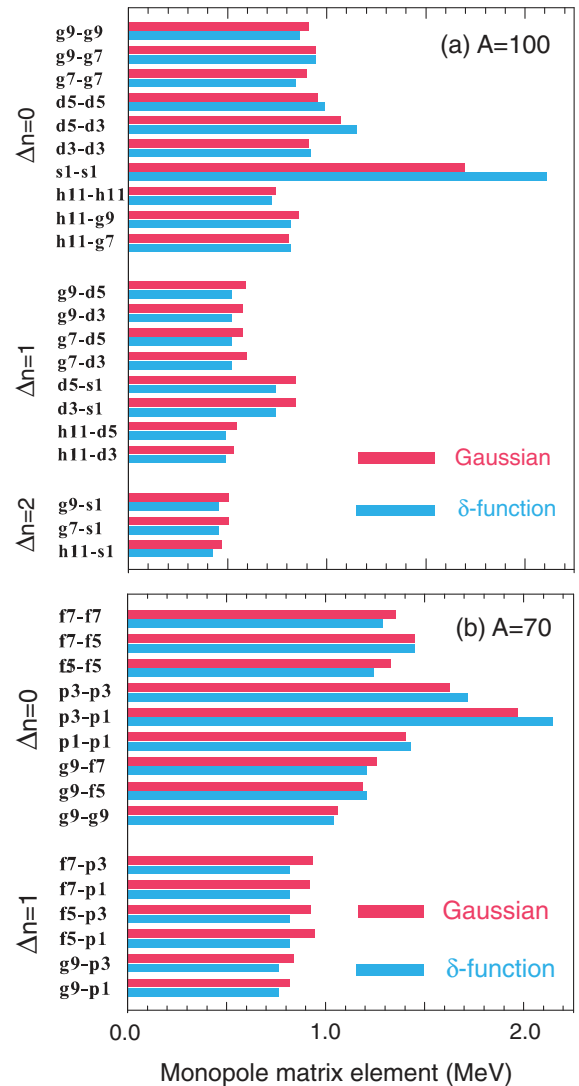 (a) A=100
Δn=0
g9-g9
g9-g7
g7-g7
d5-d5
d5-d3
d3-d3
s1-s1
h11-h11
h11-g9
h11-g7
Δn=1
g9-d5
g9-d3
g7-d5
g7-d3
d5-s1
d3-s1
h11-d5
h11-d3
Gaussian
δ-function
Δn=2
g9-s1
g7-s1
h11-s1
(b) A=70
Δn=0
f7-f7
f7-f5
f5-f5
p3-p3
p3-p1
p1-p1
g9-f7
g9-f5
g9-g9
Δn=1
f7-p3
f7-p1
f5-p3
f5-p1
g9-p3
g9-p1
Gaussian
δ-function
0.0 1.0 2.0
Monopole matrix element (MeV)